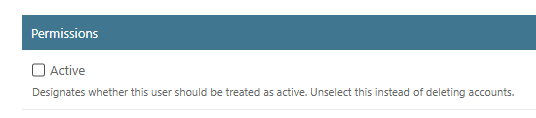 Permissions
Active
Designates whether this user should be treated as active. Unselect this instead of deleting accounts.